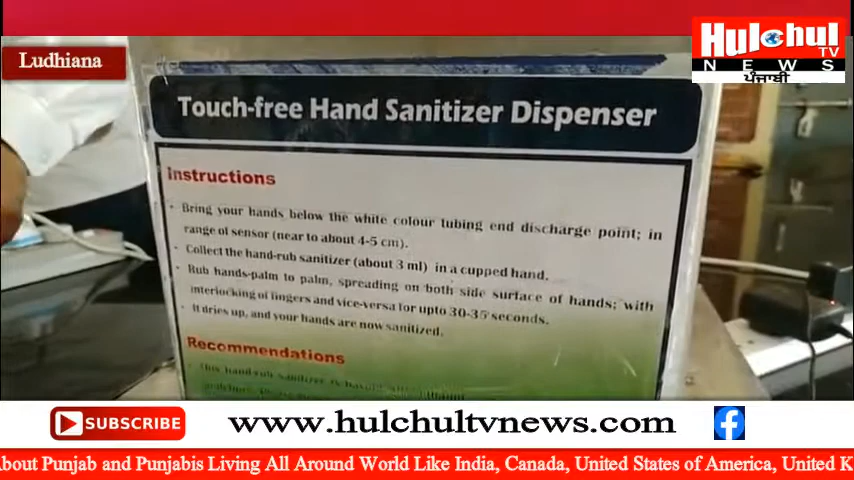 Ludhiana
Hulchul
TV
NEWS
ਪੰਜਾਬੀ
Touch-free Hand Sanitizer Dispenser
Instructions
· Bring your hands below the white colour tubing end discharge point; in
range of sensor (near to about 4-5 cm).
· Collect the hand-rub sanitizer (about 3 ml) in a cupped hand.
· Rub hands-palm to palm, spreading on both side surface of hands; with
interlocking of fingers and vice-versa for upto 30-35 seconds.
· It dries up, and your hands are now sanitized.
Recommendations
· This hand-rub sanitizer is
SUBSCRIBE
www.hulchultvnews.com
About Punjab and Punjabis Living All Around World Like India, Canada, United States of America, United K